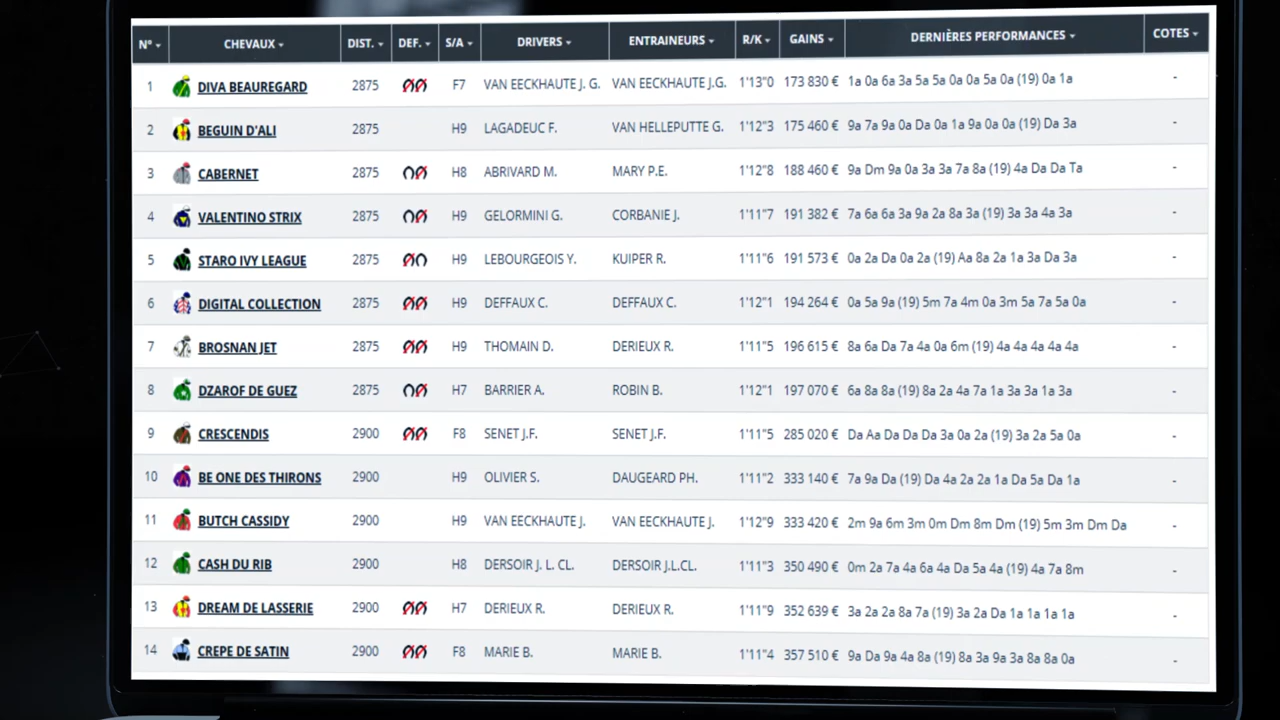 N° CHEVAUX DIST. DEF. S/A DRIVERS ENTRAINEURS R/K GAINS DERNIÈRES PERFORMANCES COTES
1 DIVA BEAUREGARD 2875 F7 VAN EECKHAUTE J. G. VAN EECKHAUTE J.G. 1'13"0 173 830 € 1a 0a 6a 3a 5a 5a 0a 0a 5a 0a (19) 0a 1a -
2 BEGUIN D'ALI 2875 H9 LAGADEUC F. VAN HELLEPUTTE G. 1'12"3 175 460 € 9a 7a 9a 0a Da 0a 1a 9a 0a 0a (19) Da 3a -
3 CABERNET 2875 H8 ABRIVARD M. MARY P.E. 1'12"8 188 460 € 9a Dm 9a 0a 3a 3a 7a 8a (19) 4a Da Da Ta -
4 VALENTINO STRIX 2875 H9 GELORMINI G. CORBANIE J. 1'11"7 191 382 € 7a 6a 6a 3a 9a 2a 8a 3a (19) 3a 3a 4a 3a -
5 STARO IVY LEAGUE 2875 H9 LEBOURGEOIS Y. KUIPER R. 1'11"6 191 573 € 0a 2a Da 0a 2a (19) Aa 8a 2a 1a 3a Da 3a -
6 DIGITAL COLLECTION 2875 H9 DEFFAUX C. DEFFAUX C. 1'12"1 194 264 € 0a 5a 9a (19) 5m 7a 4m 0a 3m 5a 7a 5a 0a -
7 BROSNAN JET 2875 H9 THOMAIN D. DERIEUX R. 1'11"5 196 615 € 8a 6a Da 7a 4a 0a 6m (19) 4a 4a 4a 4a 4a -
8 DZAROF DE GUEZ 2875 H7 BARRIER A. ROBIN B. 1'12"1 197 070 € 6a 8a 8a (19) 8a 2a 4a 7a 1a 3a 3a 1a 3a -
9 CRESCENDIS 2900 F8 SENET J.F. SENET J.F. 1'11"5 285 020 € Da Aa Da Da Da 3a 0a 2a (19) 3a 2a 5a 0a -
10 BE ONE DES THIRONS 2900 H9 OLIVIER S. DAUGEARD PH. 1'11"2 333 140 € 7a 9a Da (19) Da 4a 2a 2a 1a Da 5a Da 1a -
11 BUTCH CASSIDY 2900 H9 VAN EECKHAUTE J. VAN EECKHAUTE J. 1'12"9 333 420 € 2m 9a 6m 3m 0m Dm 8m Dm (19) 5m 3m Dm Da -
12 CASH DU RIB 2900 H8 DERSOIR J. L. CL. DERSOIR J.L.CL. 1'11"3 350 490 € 0m 2a 7a 4a 6a 4a Da 5a 4a (19) 4a 7a 8m -
13 DREAM DE LASSERIE 2900 H7 DERIEUX R. DERIEUX R. 1'11"9 352 639 € 3a 2a 2a 8a 7a (19) 3a 2a Da 1a 1a 1a 1a -
14 CREPE DE SATIN 2900 F8 MARIE B. MARIE B. 1'11"4 357 510 € 9a Da 9a 4a 8a (19) 8a 3a 9a 3a 8a 8a 0a -